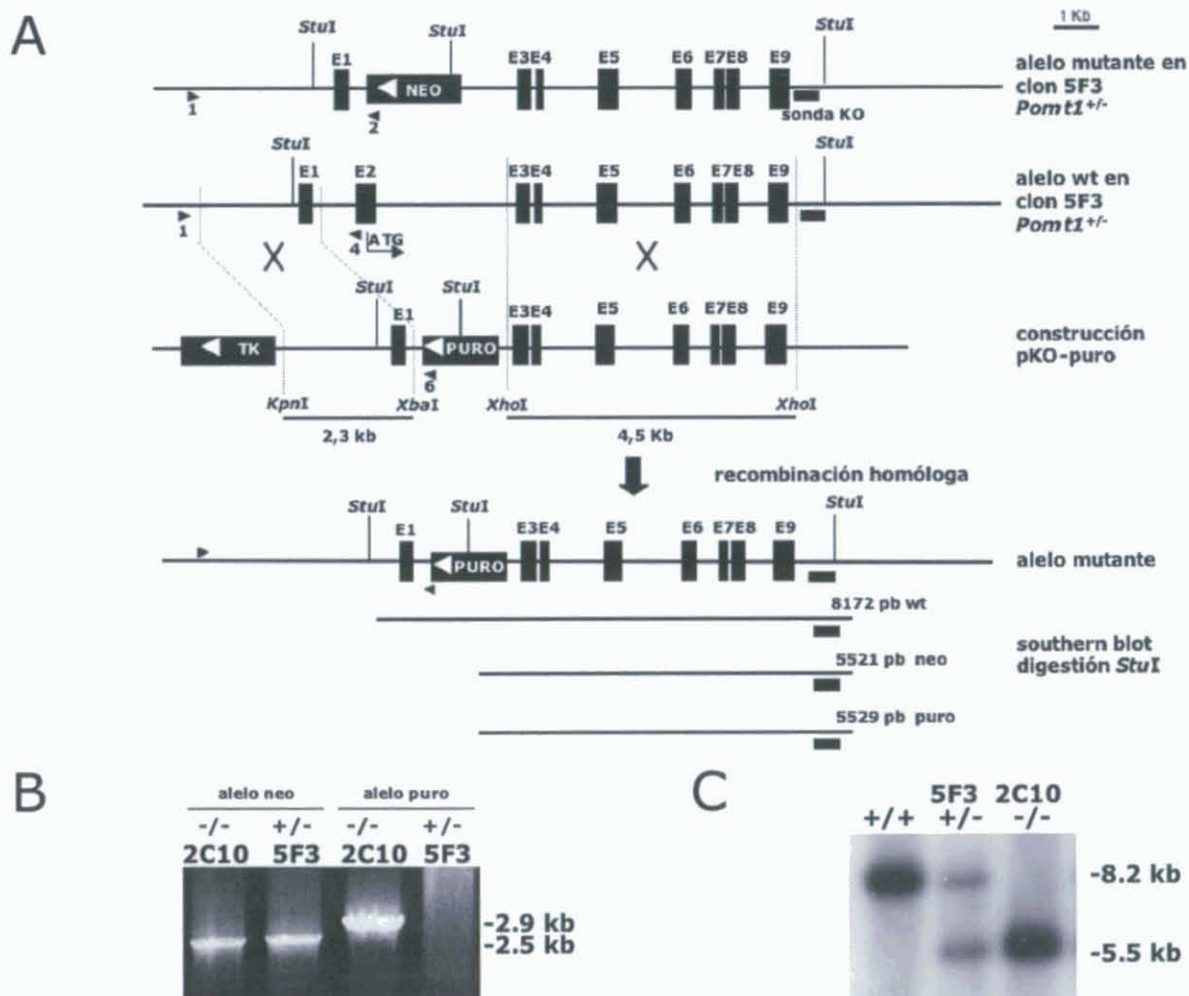 A
1 Kb
StuI
StuI
StuI
E1
NEO
E3E4
E5
E6
E7E8
E9
1
2
sonda KO
alelo mutante en
clon 5F3
Pomt1+/-
StuI
StuI
E1
E2
E3E4
E5
E6
E7E8
E9
1
4
ATG
alelo wt en
clon 5F3
Pomt1+/-
X
X
StuI
StuI
TK
E1
PURO
E3E4
E5
E6
E7E8
E9
6
construcción
pKO-puro
KpnI
XbaI
XhoI
XhoI
2,3 kb
4,5 Kb
recombinación homóloga
StuI
StuI
StuI
E1
PURO
E3E4
E5
E6
E7E8
E9
alelo mutante
8172 pb wt
5521 pb neo
5529 pb puro
southern blot
digestión StuI
B
alelo neo
alelo puro
-/-
+/-
-/-
+/-
2C10
5F3
2C10
5F3
-2.9 kb
-2.5 kb
C
5F3
2C10
+/+
+/-
-/-
-8.2 kb
-5.5 kb